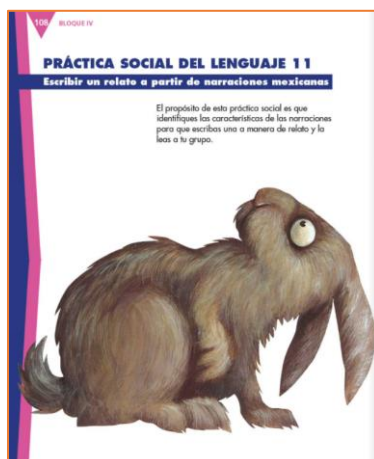 108 BLOQUE IV
PRÁCTICA SOCIAL DEL LENGUAJE 11
Escribir un relato a partir de narraciones mexicanas
El propósito de esta práctica social es que
identifiques las características de las narraciones
para que escribas una a manera de relato y la
leas a tu grupo.